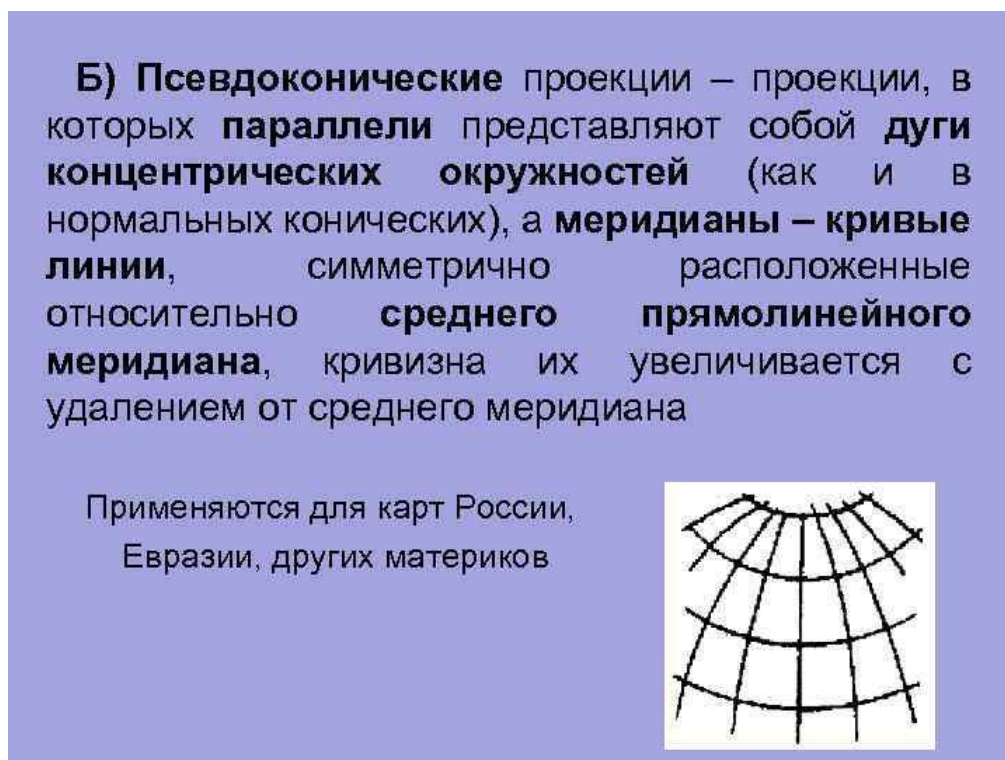 Б) Псевдоконические проекции – проекции, в
которых параллели представляют собой дуги
концентрических окружностей (как и в
нормальных конических), а меридианы – кривые
линии, симметрично расположенные
относительно среднего прямолинейного
меридиана, кривизна их увеличивается с
удалением от среднего меридиана
Применяются для карт России,
Евразии, других материков